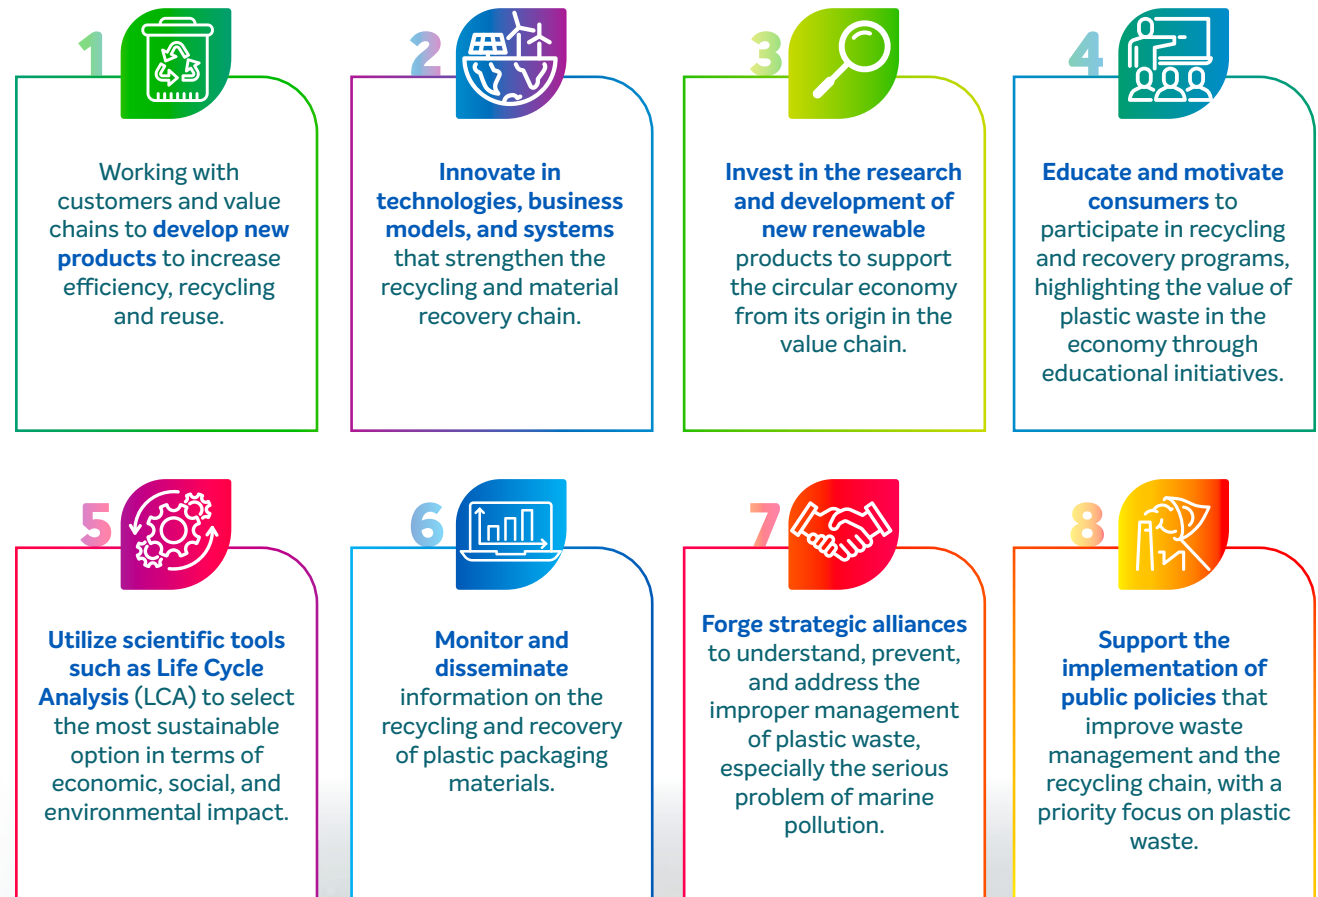 1
Working with
customers and value
chains to develop new
products to increase
efficiency, recycling
and reuse.
2
Innovate in
technologies, business
models, and systems
that strengthen the
recycling and material
recovery chain.
3
Invest in the research
and development of
new renewable
products to support
the circular economy
from its origin in the
value chain.
4
Educate and motivate
consumers to
participate in recycling
and recovery programs,
highlighting the value of
plastic waste in the
economy through
educational initiatives.
5
Utilize scientific tools
such as Life Cycle
Analysis (LCA) to select
the most sustainable
option in terms of
economic, social, and
environmental impact.
6
Monitor and
disseminate
information on the
recycling and recovery
of plastic packaging
materials.
7
Forge strategic alliances
to understand, prevent,
and address the
improper management
of plastic waste,
especially the serious
problem of marine
pollution.
8
Support the
implementation of
public policies that
improve waste
management and the
recycling chain, with a
priority focus on plastic
waste.